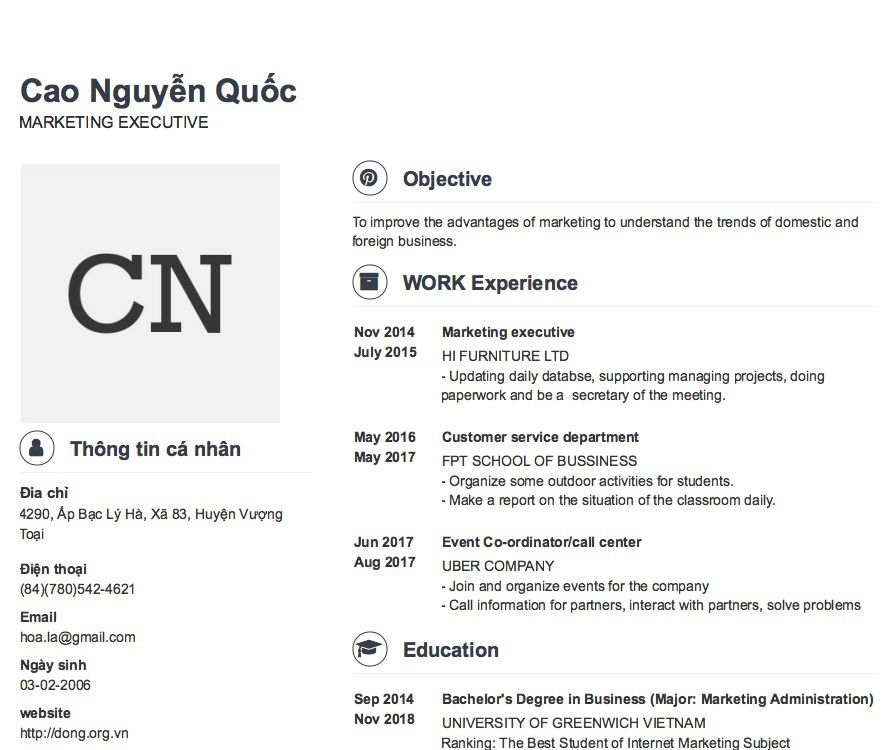 Cao Nguyễn Quốc
MARKETING EXECUTIVE
CN
Thông tin cá nhân
Đia chỉ
4290, Ấp Bạc Lý Hà, Xã 83, Huyện Vượng
Toại
Điện thoại
(84)(780)542-4621
Email
hoa.la@gmail.com
Ngày sinh
03-02-2006
website
http://dong.org.vn
Objective
To improve the advantages of marketing to understand the trends of domestic and
foreign business.
WORK Experience
Nov 2014 Marketing executive
July 2015 HI FURNITURE LTD
- Updating daily databse, supporting managing projects, doing
paperwork and be a  secretary of the meeting.
May 2016 Customer service department
May 2017 FPT SCHOOL OF BUSSINESS
- Organize some outdoor activities for students.
- Make a report on the situation of the classroom daily.
Jun 2017 Event Co-ordinator/call center
Aug 2017 UBER COMPANY
- Join and organize events for the company
- Call information for partners, interact with partners, solve problems
Education
Sep 2014 Bachelor's Degree in Business (Major: Marketing Administration)
Nov 2018 UNIVERSITY OF GREENWICH VIETNAM
Ranking: The Best Student of Internet Marketing Subject